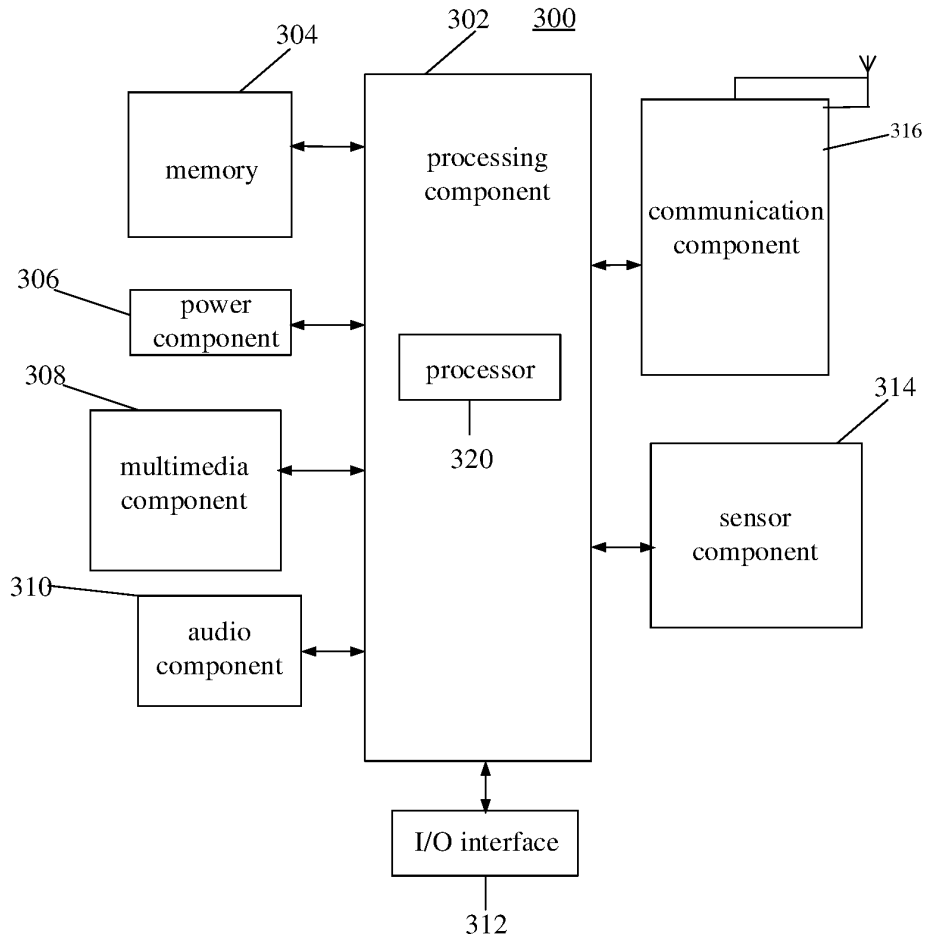 302
300
304
memory
processing
component
316
communication
component
306
power
component
308
multimedia
component
processor
320
314
sensor
component
310
audio
component
I/O interface
312